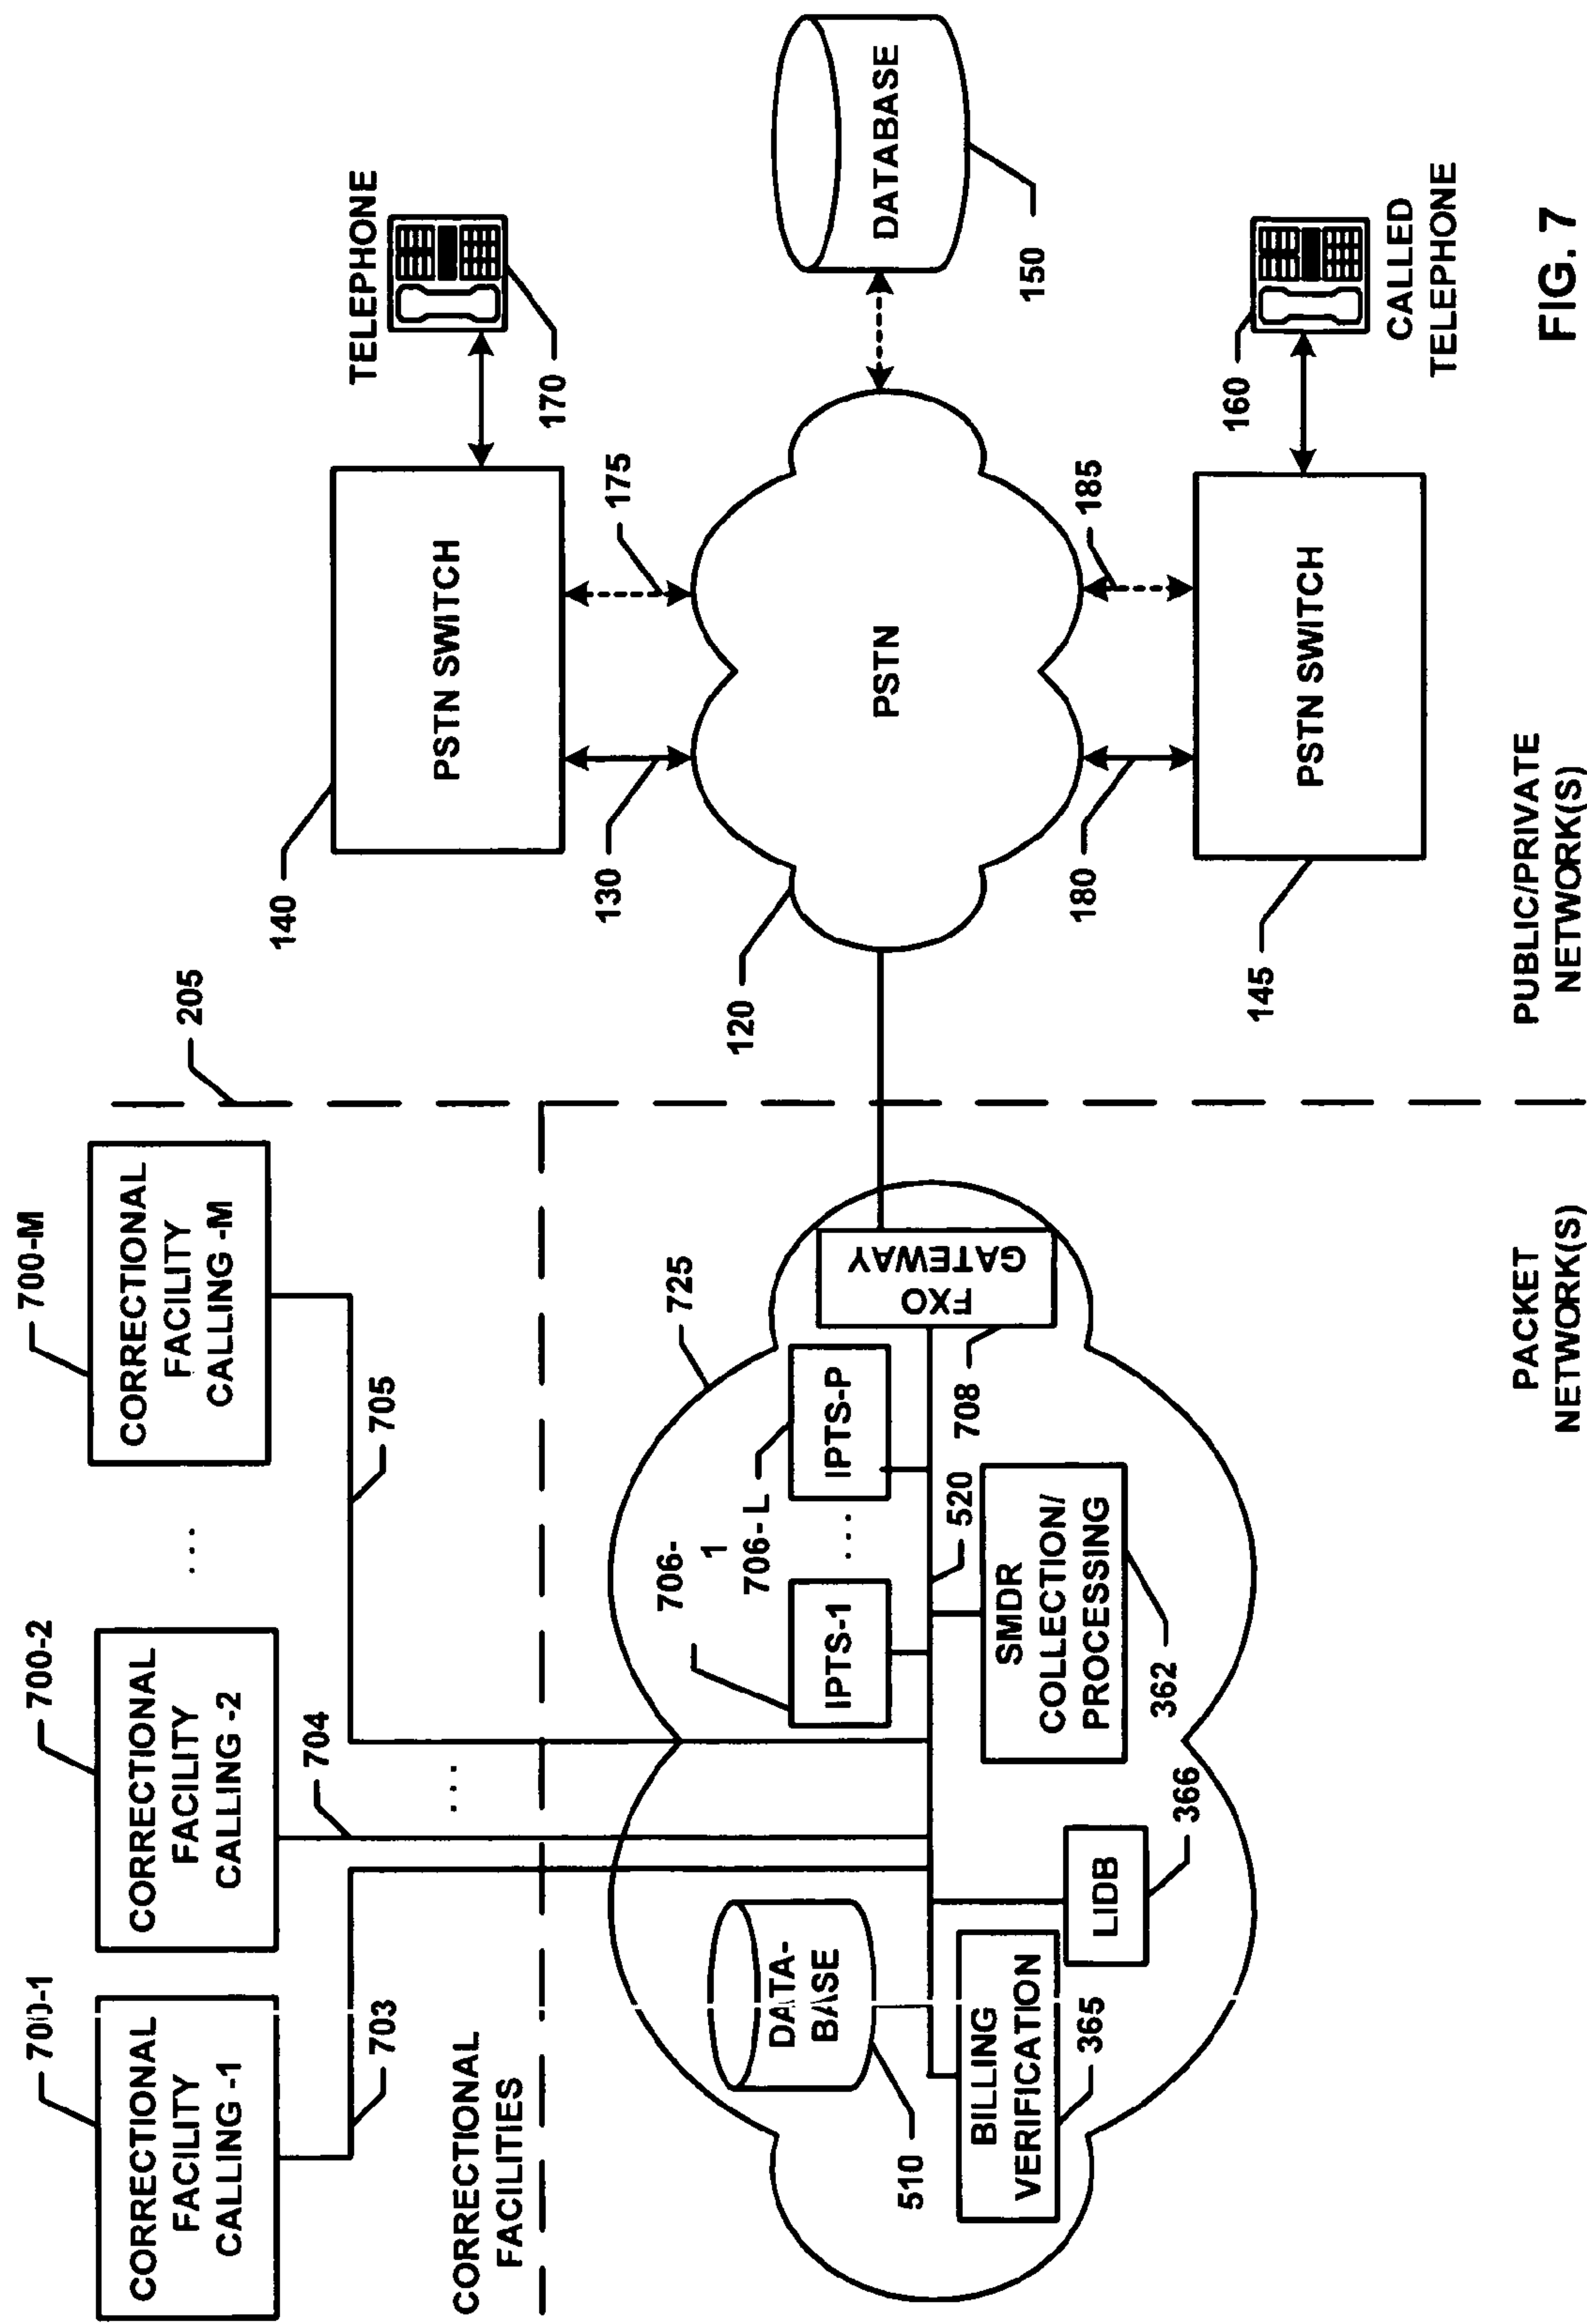 700-1
CORRECTIONAL
FACILITY
CALLING -1
703
700-2
CORRECTIONAL
FACILITY
CALLING -2
704
...
700-M
CORRECTIONAL
FACILITY
CALLING -M
705
...
CORRECTIONAL
FACILITIES
205
725
DATA-
BASE
510
BILLING
VERIFICATION
365
LIDB
366
706-
1
IPTS-1
...
706-L
IPTS-P
520
SMDR
COLLECTION/
PROCESSING
362
TXO
GATEWAY
708
PACKET
NETWORK(S)
140
PSTN SWITCH
TELEPHONE
170
130
175
120
PSTN
DATABASE
150
180
185
145
PSTN SWITCH
160
CALLED
TELEPHONE
PUBLIC/PRIVATE
NETWORK(S)
FIG. 7